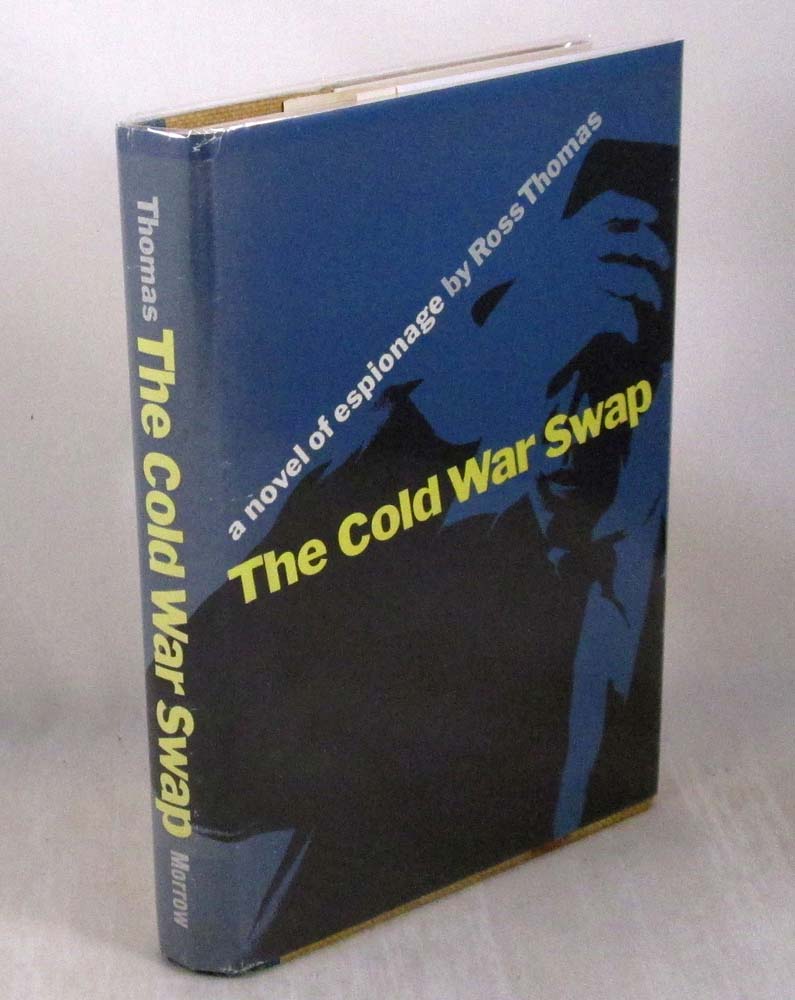 Thomas The Cold War Swap Morrow
a novel of espionage by Ross Thomas
The Cold War Swap